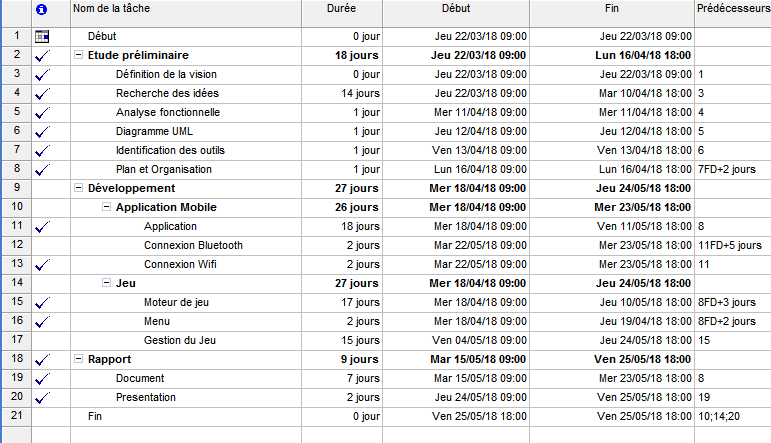 Nom de la tâche Durée Début Fin Prédécesseurs
1 Début 0 jour Jeu 22/03/18 09:00 Jeu 22/03/18 09:00
2 Etude préliminaire 18 jours Jeu 22/03/18 09:00 Lun 16/04/18 18:00
3 Définition de la vision 0 jour Jeu 22/03/18 09:00 Jeu 22/03/18 09:00 1
4 Recherche des idées 14 jours Jeu 22/03/18 09:00 Mar 10/04/18 18:00 3
5 Analyse fonctionnelle 1 jour Mer 11/04/18 09:00 Mer 11/04/18 18:00 4
6 Diagramme UML 1 jour Jeu 12/04/18 09:00 Jeu 12/04/18 18:00 5
7 Identification des outils 1 jour Ven 13/04/18 09:00 Ven 13/04/18 18:00 6
8 Plan et Organisation 1 jour Lun 16/04/18 09:00 Lun 16/04/18 18:00 7FD+2 jours
9 Développement 27 jours Mer 18/04/18 09:00 Jeu 24/05/18 18:00
10 Application Mobile 26 jours Mer 18/04/18 09:00 Mer 23/05/18 18:00
11 Application 18 jours Mer 18/04/18 09:00 Ven 11/05/18 18:00 8
12 Connexion Bluetooth 2 jours Mar 22/05/18 09:00 Mer 23/05/18 18:00 11FD+5 jours
13 Connexion Wifi 2 jours Mar 22/05/18 09:00 Mer 23/05/18 18:00 11
14 Jeu 27 jours Mer 18/04/18 09:00 Jeu 24/05/18 18:00
15 Moteur de jeu 17 jours Mer 18/04/18 09:00 Jeu 10/05/18 18:00 8FD+3 jours
16 Menu 2 jours Mer 18/04/18 09:00 Jeu 19/04/18 18:00 8FD+2 jours
17 Gestion du Jeu 15 jours Ven 04/05/18 09:00 Jeu 24/05/18 18:00 15
18 Rapport 9 jours Mar 15/05/18 09:00 Ven 25/05/18 18:00
19 Document 7 jours Mar 15/05/18 09:00 Mer 23/05/18 18:00 8
20 Presentation 2 jours Jeu 24/05/18 09:00 Ven 25/05/18 18:00 19
21 Fin 0 jour Ven 25/05/18 18:00 Ven 25/05/18 18:00 10;14;20